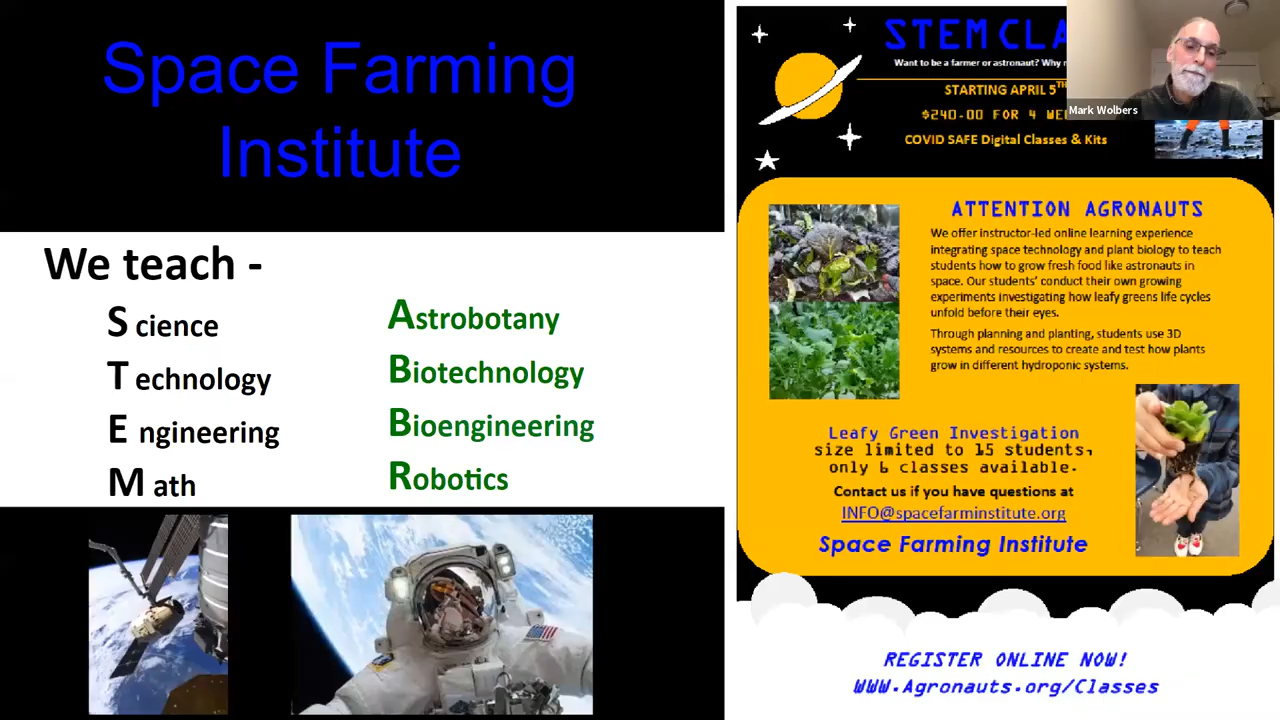 Space Farming
Institute
We teach -
S cience
T echnology
E ngineering
M ath
Astrobotany
Biotechnology
Bioengineering
Robotics
STEM
Want to be a farmer or astronaut? Why
STARTING APRIL 5TH
$240.00 FOR 4
COVID SAFE Digital Classes & Kits
Mark Wolbers
ATTENTION AGRONAUTS
We offer instructor-led online learning experience
integrating space technology and plant biology to teach
students how to grow fresh food like astronauts in
space. Our students' conduct their own growing
experiments investigating how leafy greens life cycles
unfold before their eyes.
Through planning and planting, students use 3D
systems and resources to create and test how plants
grow in different hydroponic systems.
Leafy Green Investigation
size limited to 15 students,
only 6 classes available.
Contact us if you have questions at
INFO@spacefarminstitute.org
Space Farming Institute
REGISTER ONLINE NOW!
WWW.Agronauts.org/Classes